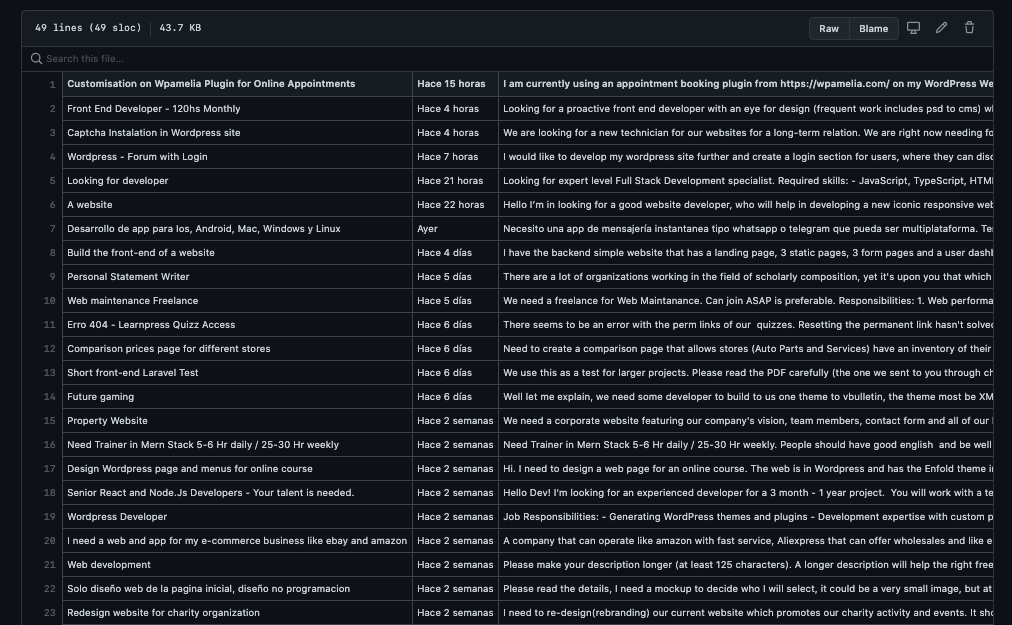 49 lines (49 sloc) 43.7 KB Raw Blame
Search this file...
1 Customisation on Wpamelia Plugin for Online Appointments Hace 15 horas I am currently using an appointment booking plugin from https://wpamelia.com/ on my WordPress We
2 Front End Developer - 120hs Monthly Hace 4 horas Looking for a proactive front end developer with an eye for design (frequent work includes psd to cms) wh
3 Captcha Instalation in Wordpress site Hace 4 horas We are looking for a new technician for our websites for a long-term relation. We are right now needing fo
4 Wordpress - Forum with Login Hace 7 horas I would like to develop my wordpress site further and create a login section for users, where they can disc
5 Looking for developer Hace 21 horas Looking for expert level Full Stack Development specialist. Required skills: - JavaScript, TypeScript, HTML
6 A website Hace 22 horas Hello I'm in looking for a good website developer, who will help in developing a new iconic responsive web
7 Desarrollo de app para Ios, Android, Mac, Windows y Linux Ayer Necesito una app de mensajería instantanea tipo whatsapp o telegram que pueda ser multiplataforma. Te
8 Build the front-end of a website Hace 4 días I have the backend simple website that has a landing page, 3 static pages, 3 form pages and a user dash
9 Personal Statement Writer Hace 5 días There are a lot of organizations working in the field of scholarly composition, yet it's upon you that which
10 Web maintenance Freelance Hace 5 días We need a freelance for Web Maintanance. Can join ASAP is preferable. Responsibilities: 1. Web performa
11 Erro 404 - Learnpress Quizz Access Hace 6 días There seems to be an error with the perm links of our quizzes. Resetting the permanent link hasn't solved
12 Comparison prices page for different stores Hace 6 días Need to create a comparison page that allows stores (Auto Parts and Services) have an inventory of their
13 Short front-end Laravel Test Hace 6 días We use this as a test for larger projects. Please read the PDF carefully (the one we sent to you through ch
14 Future gaming Hace 6 días Well let me explain, we need some developer to build to us one theme to vbulletin, the theme most be XM
15 Property Website Hace 2 semanas We need a corporate website featuring our company's vision, team members, contact form and all of our
16 Need Trainer in Mern Stack 5-6 Hr daily / 25-30 Hr weekly Hace 2 semanas Need Trainer in Mern Stack 5-6 Hr daily / 25-30 Hr weekly. People should have good english and be well
17 Design Wordpress page and menus for online course Hace 2 semanas Hi. I need to design a web page for an online course. The web is in Wordpress and has the Enfold theme i
18 Senior React and Node.Js Developers - Your talent is needed. Hace 2 semanas Hello Dev! I'm looking for an experienced developer for a 3 month - 1 year project. You will work with a te
19 Wordpress Developer Hace 2 semanas Job Responsibilities: - Generating WordPress themes and plugins - Development expertise with custom p
20 I need a web and app for my e-commerce business like ebay and amazon Hace 2 semanas A company that can operate like amazon with fast service, Aliexpress that can offer wholesales and like e
21 Web development Hace 2 semanas Please make your description longer (at least 125 characters). A longer description will help the right free
22 Solo diseño web de la pagina inicial, diseño no programacion Hace 2 semanas Please read the details, I need a mockup to decide who I will select, it could be a very small image, but at
23 Redesign website for charity organization Hace 2 semanas I need to re-design(rebranding) our current website which promotes our charity activity and events. It sho